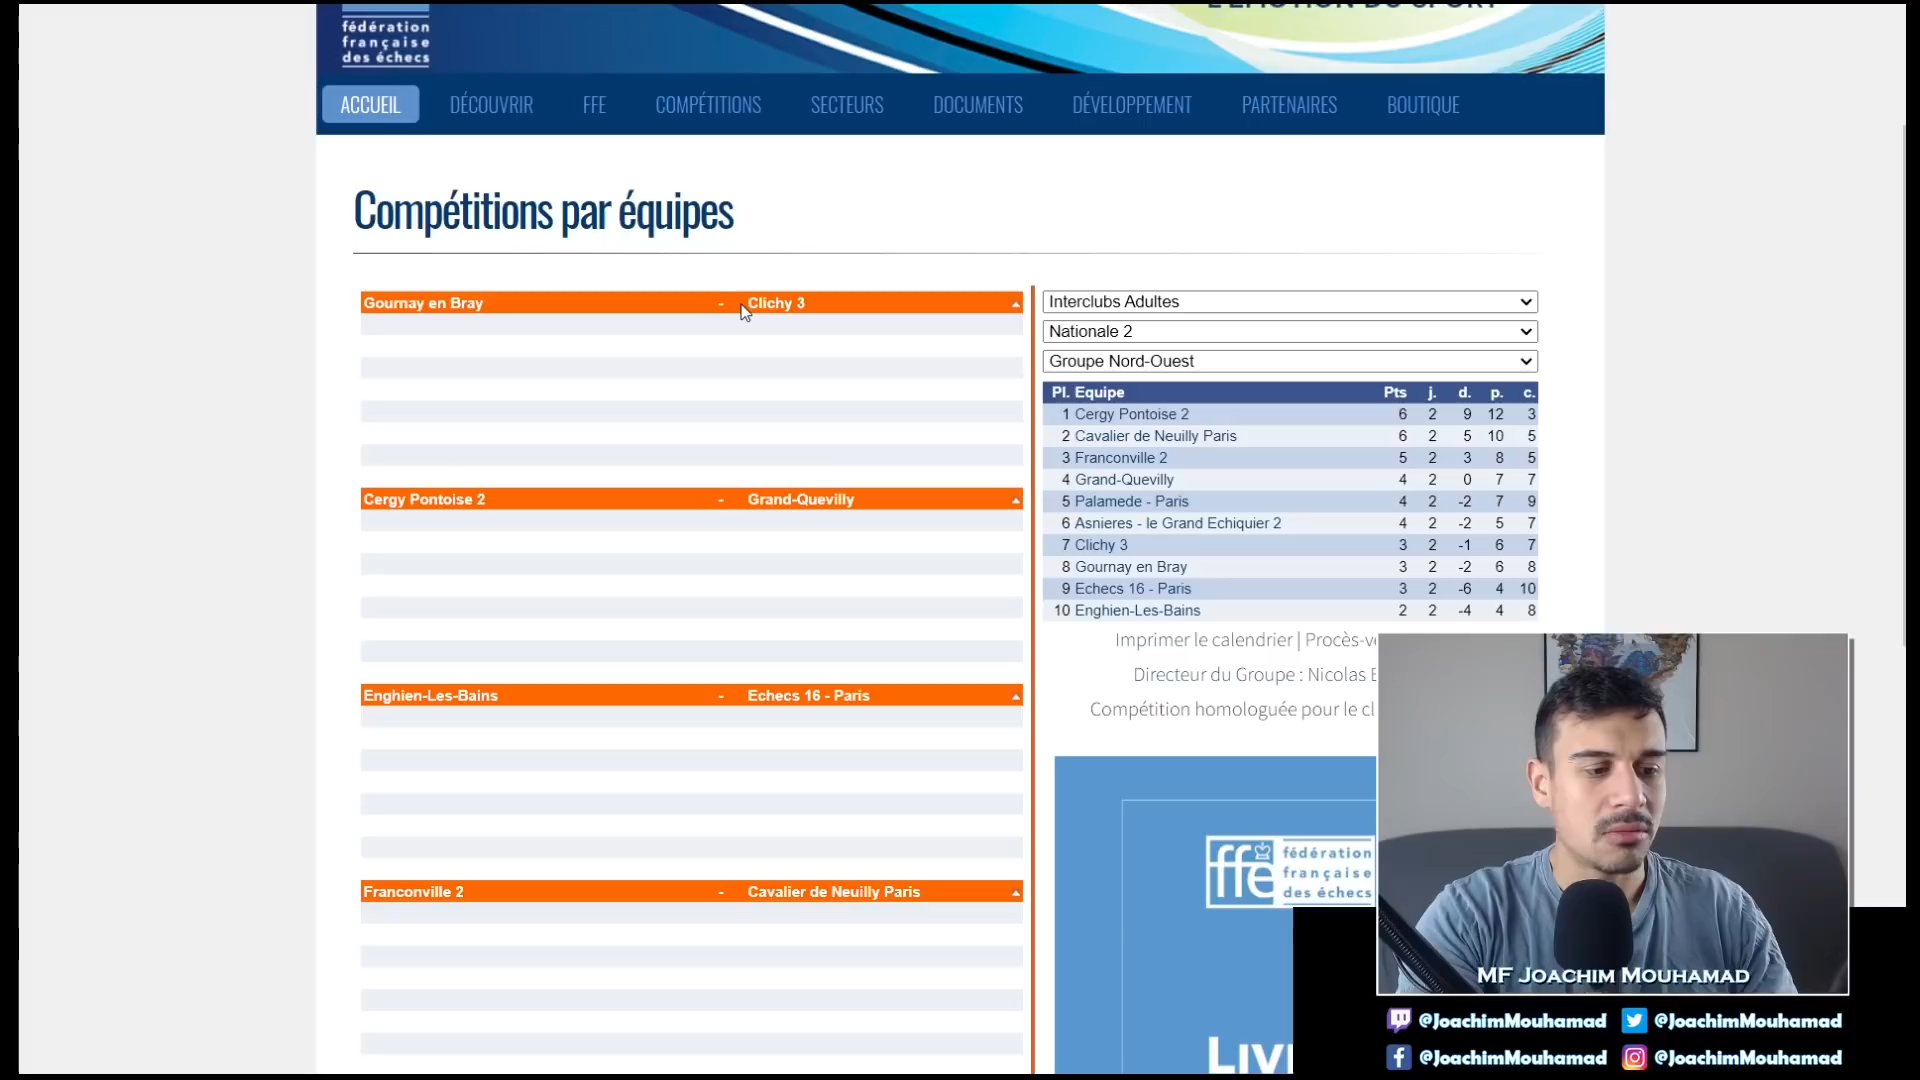 L'ÉMOTION DU SPORT
fédération
française
des échecs
ACCUEIL DÉCOUVRIR FFE COMPÉTITIONS SECTEURS DOCUMENTS DÉVELOPPEMENT PARTENAIRES BOUTIQUE
Compétitions par équipes
Gournay en Bray - Clichy 3
Cergy Pontoise 2 - Grand-Quevilly
Enghien-Les-Bains - Echecs 16 - Paris
Franconville 2 - Cavalier de Neuilly Paris
Interclubs Adultes
Nationale 2
Groupe Nord-Ouest
Pl. Equipe Pts j. d. p. c.
1 Cergy Pontoise 2 6 2 9 12 3
2 Cavalier de Neuilly Paris 6 2 5 10 5
3 Franconville 2 5 2 3 8 5
4 Grand-Quevilly 4 2 0 7 7
5 Palamede - Paris 4 2 -2 7 9
6 Asnieres - le Grand Echiquier 2 4 2 -2 5 7
7 Clichy 3 3 2 -1 6 7
8 Gournay en Bray 3 2 -2 6 8
9 Echecs 16 - Paris 3 2 -6 4 10
10 Enghien-Les-Bains 2 2 -4 4 8
Imprimer le calendrier | Procès-v
Directeur du Groupe : Nicolas
Compétition homologuée pour le cl
ffe
fédération
française
des échecs
LIV
MF JOACHIM MOUHAMAD
@JoachimMouhamad @JoachimMouhamad
@JoachimMouhamad @JoachimMouhamad